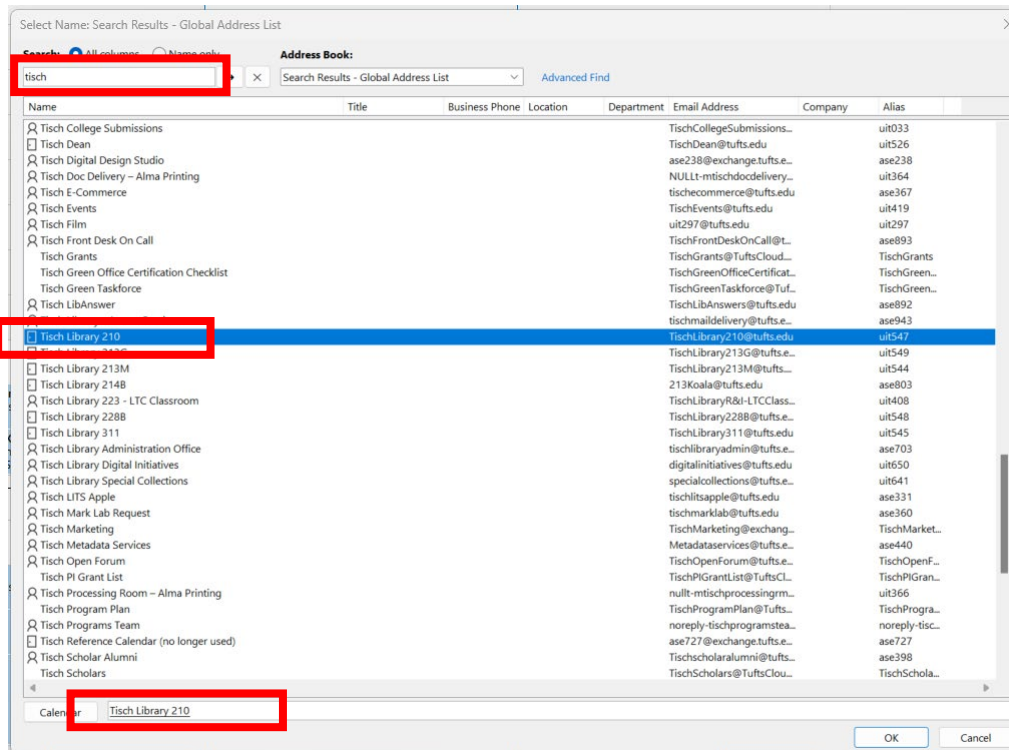 Select Name: Search Results - Global Address List
Search: All columns Name only Address Book:
tisch Search Results - Global Address List Advanced Find
Name Title Business Phone Location Department Email Address Company Alias
Tisch College Submissions TischCollegeSubmissions... uit033
Tisch Dean TischDean@tufts.edu uit526
Tisch Digital Design Studio ase238@exchange.tufts.e... ase238
Tisch Doc Delivery – Alma Printing NULLt-mtischdocdelivery... uit364
Tisch E-Commerce tischecommerce@tufts.edu ase367
Tisch Events TischEvents@tufts.edu uit419
Tisch Film uit297@tufts.edu uit297
Tisch Front Desk On Call TischFrontDeskOnCall@t... ase893
Tisch Grants TischGrants@TuftsCloud.... TischGrants
Tisch Green Office Certification Checklist TischGreenOfficeCertificat... TischGreen...
Tisch Green Taskforce TischGreenTaskforce@Tuf... TischGreen...
Tisch LibAnswer TischLibAnswers@tufts.edu ase892
tischmaildelivery@tufts.e... ase943
Tisch Library 210 TischLibrary210@tufts.edu uit547
Tisch Library 213G TischLibrary213G@tufts.e... uit549
Tisch Library 213M TischLibrary213M@tufts.... uit544
Tisch Library 214B 213Koala@tufts.edu ase803
Tisch Library 223 - LTC Classroom TischLibraryR&I-LTCClass... uit408
Tisch Library 228B TischLibrary228B@tufts.e... uit548
Tisch Library 311 TischLibrary311@tufts.edu uit545
Tisch Library Administration Office tischlibraryadmin@tufts.e... ase703
Tisch Library Digital Initiatives digitalinitiatives@tufts.edu uit650
Tisch Library Special Collections specialcollections@tufts.e... uit641
Tisch LITS Apple tischlitsapple@tufts.edu ase331
Tisch Mark Lab Request tischmarklab@tufts.edu ase360
Tisch Marketing TischMarketing@exchang... TischMarket...
Tisch Metadata Services Metadataservices@tufts.e... ase440
Tisch Open Forum TischOpenForum@tufts.e... TischOpenF...
Tisch PI Grant List TischPIGrantList@TuftsCl... TischPIGran...
Tisch Processing Room – Alma Printing nullt-mtischprocessingrm... uit366
Tisch Program Plan TischProgramPlan@Tufts... TischProgra...
Tisch Programs Team noreply-tischprogramstea... noreply-tisc...
Tisch Reference Calendar (no longer used) ase727@exchange.tufts.e... ase727
Tisch Scholar Alumni Tischscholaralumni@tufts... ase398
Tisch Scholars TischScholars@TuftsClou... TischSchola...
Calendar Tisch Library 210
OK Cancel